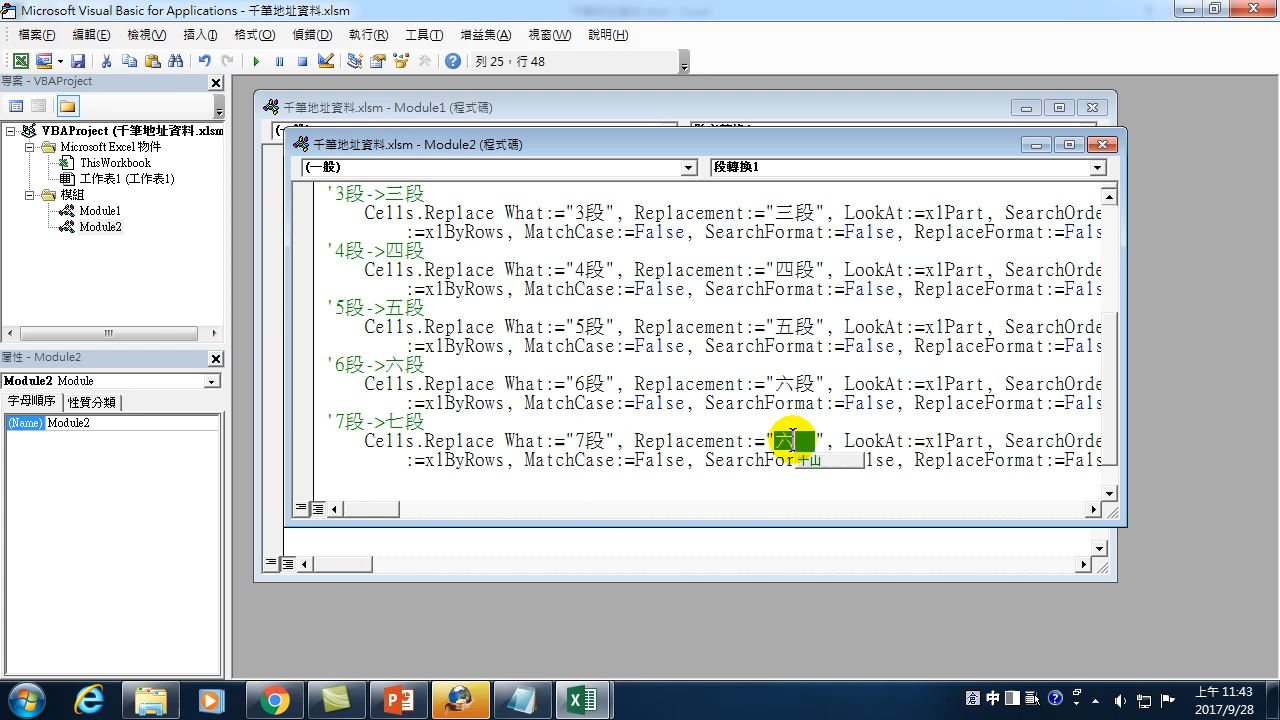 Microsoft Visual Basic for Applications - 千筆地址資料.xlsm
檔案(F) 編輯(E) 檢視(V) 插入(I) 格式(O) 偵錯(D) 執行(R) 工具(T) 增益集(A) 視窗(W) 說明(H)
列 25，行 48
專案 - VBAProject
VBAProject (千筆地址資料.xlsm
Microsoft Excel 物件
ThisWorkbook
工作表1 (工作表1)
模組
Module1
Module2
屬性 - Module2
Module2 Module
字母順序 性質分類
(Name) Module2
千筆地址資料.xlsm - Module1 (程式碼)
千筆地址資料.xlsm - Module2 (程式碼)
(一般) 段轉換1
'3段->三段
Cells.Replace What:="3段", Replacement:="三段", LookAt:=xlPart, SearchOrde
:=xlByRows, MatchCase:=False, SearchFormat:=False, ReplaceFormat:=Fals
'4段->四段
Cells.Replace What:="4段", Replacement:="四段", LookAt:=xlPart, SearchOrde
:=xlByRows, MatchCase:=False, SearchFormat:=False, ReplaceFormat:=Fals
'5段->五段
Cells.Replace What:="5段", Replacement:="五段", LookAt:=xlPart, SearchOrde
:=xlByRows, MatchCase:=False, SearchFormat:=False, ReplaceFormat:=Fals
'6段->六段
Cells.Replace What:="6段", Replacement:="六段", LookAt:=xlPart, SearchOrde
:=xlByRows, MatchCase:=False, SearchFormat:=False, ReplaceFormat:=Fals
'7段->七段
Cells.Replace What:="7段", Replacement:="六", LookAt:=xlPart, SearchOrde
:=xlByRows, MatchCase:=False, SearchFor lse, ReplaceFormat:=Fals
十山
中
上午 11:43
2017/9/28